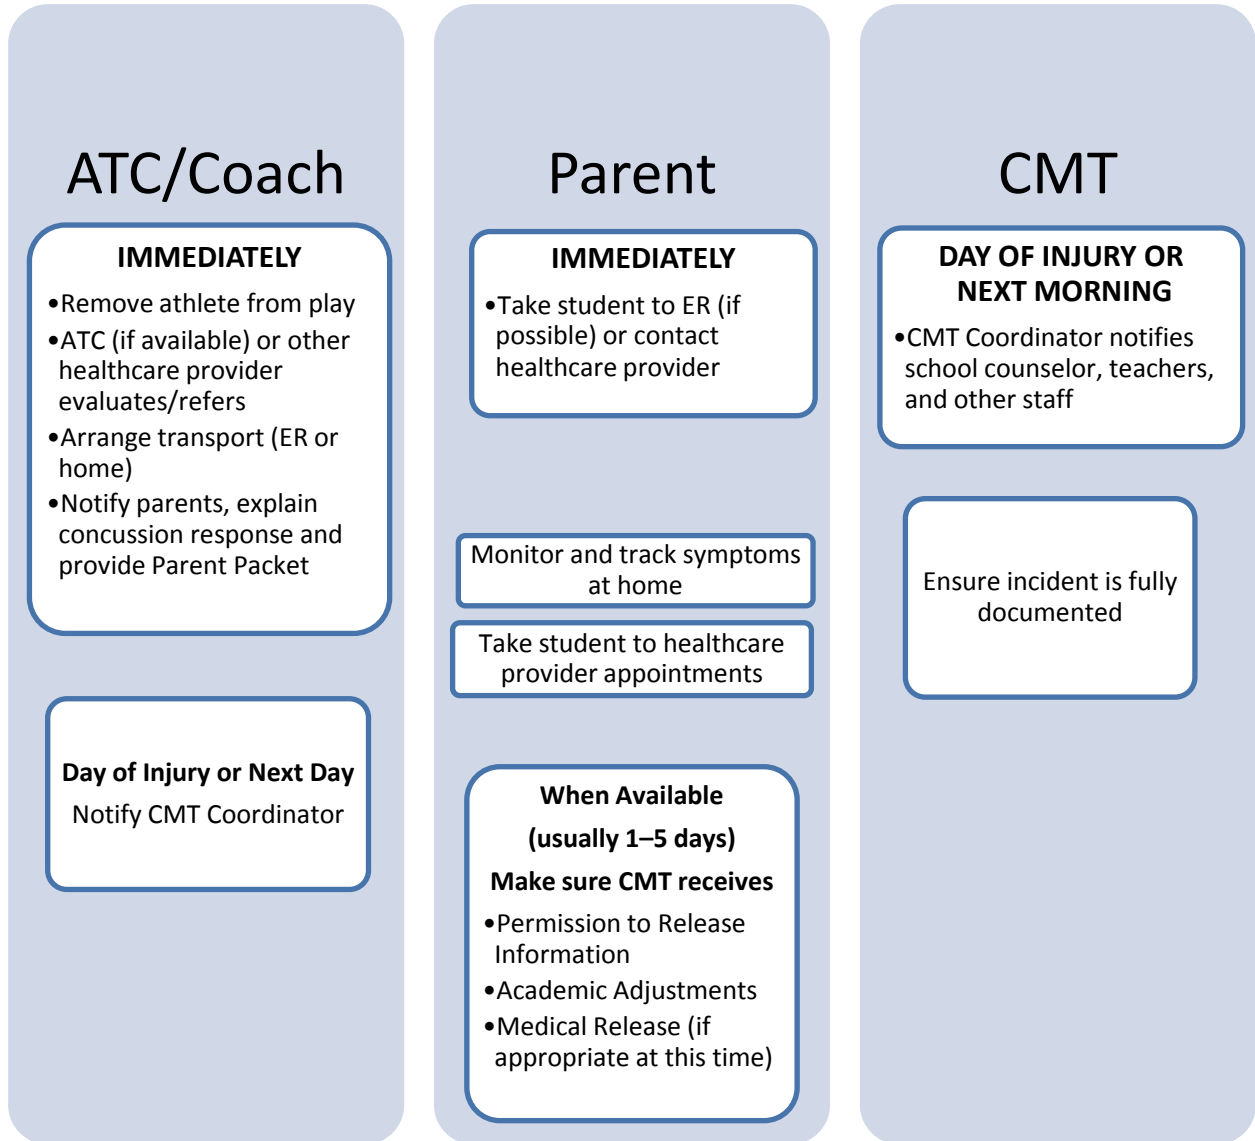 ATC/Coach
IMMEDIATELY
•Remove athlete from play
•ATC (if available) or other
healthcare provider
evaluates/refers
•Arrange transport (ER or
home)
•Notify parents, explain
concussion response and
provide Parent Packet
Day of Injury or Next Day
Notify CMT Coordinator
Parent
IMMEDIATELY
•Take student to ER (if
possible) or contact
healthcare provider
Monitor and track symptoms
at home
Take student to healthcare
provider appointments
When Available
(usually 1–5 days)
Make sure CMT receives
•Permission to Release
Information
•Academic Adjustments
•Medical Release (if
appropriate at this time)
CMT
DAY OF INJURY OR
NEXT MORNING
•CMT Coordinator notifies
school counselor, teachers,
and other staff
Ensure incident is fully
documented